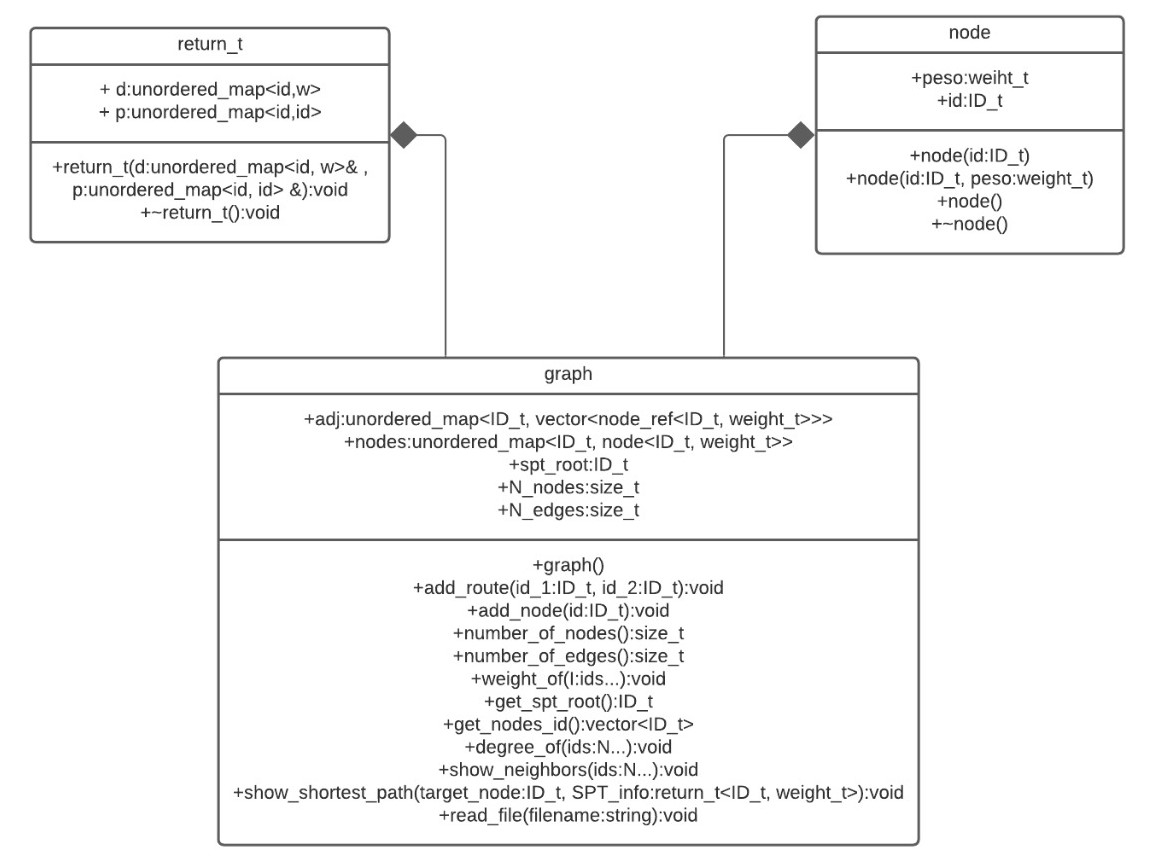 return_t
+ d:unordered_map<id,w>
+ p:unordered_map<id,id>
+return_t(d:unordered_map<id, w>& ,
p:unordered_map<id, id> &):void
+~return_t():void
node
+peso:weiht_t
+id:ID_t
+node(id:ID_t)
+node(id:ID_t, peso:weight_t)
+node()
+~node()
graph
+adj:unordered_map<ID_t, vector<node_ref<ID_t, weight_t>>>
+nodes:unordered_map<ID_t, node<ID_t, weight_t>>
+spt_root:ID_t
+N_nodes:size_t
+N_edges:size_t
+graph()
+add_route(id_1:ID_t, id_2:ID_t):void
+add_node(id:ID_t):void
+number_of_nodes():size_t
+number_of_edges():size_t
+weight_of(I:ids...):void
+get_spt_root():ID_t
+get_nodes_id():vector<ID_t>
+degree_of(ids:N...):void
+show_neighbors(ids:N...):void
+show_shortest_path(target_node:ID_t, SPT_info:return_t<ID_t, weight_t>):void
+read_file(filename:string):void